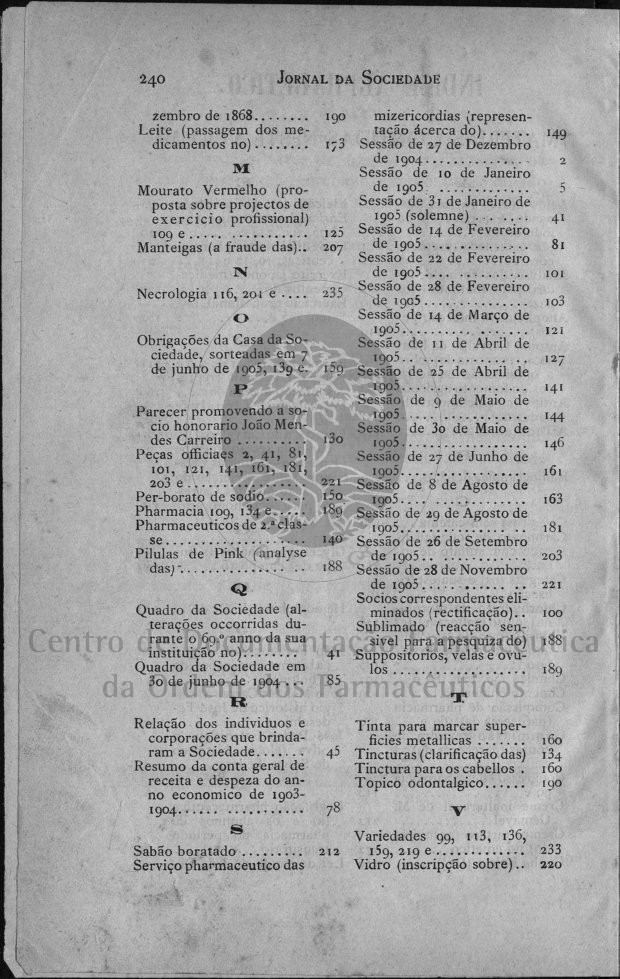 240 JORNAL DA SOCIEDADE
zembro de 1868........ 190
Leite (passagem dos me-
dicamentos no)........ 173
M
Mourato Vermelho (pro-
posta sobre projectos de
exercicio profissional)
109 e................ 125
Manteigas (a fraude das).. 207
N
Necrologia 116, 201 e .... 235
O
Obrigações da Casa da So-
ciedade, sorteadas em 7
de junho de 1905, 139 e. 159
P
Parecer promovendo a so-
cio honorario João Men-
des Carreiro .......... 130
Peças officiaes 2, 41, 81,
101, 121, 141, 161, 181,
203 e................. 221
Per-borato de sodio...... 150
Pharmacia 109, 134 e..... 189
Pharmaceuticos de 2.ª clas-
se.................... 140
Pilulas de Pink (analyse
das).................. 188
Q
Quadro da Sociedade (al-
terações occorridas du-
rante o 69.º anno da sua
instituição no)........ 41
Quadro da Sociedade em
30 de junho de 1904... 85
R
Relação dos individuos e
corporações que brinda-
ram a Sociedade....... 45
Resumo da conta geral de
receita e despeza do an-
no economico de 1903-
1904.................. 78
S
Sabão boratado ......... 212
Serviço pharmaceutico das
mizericordias (represen-
tação ácerca do)....... 149
Sessão de 27 de Dezembro
de 1904.............. 2
Sessão de 10 de Janeiro
de 1905. ............. 5
Sessão de 31 de Janeiro de
1905 (solemne) ....... 41
Sessão de 14 de Fevereiro
de 1905.............. 81
Sessão de 22 de Fevereiro
de 1905.............. 101
Sessão de 28 de Fevereiro
de 1905.............. 103
Sessão de 14 de Março de
1905................. 121
Sessão de 11 de Abril de
1905................. 127
Sessão de 25 de Abril de
1905................. 141
Sessão de 9 de Maio de
1905................. 144
Sessão de 30 de Maio de
1905................. 146
Sessão de 27 de Junho de
1905................. 161
Sessão de 8 de Agosto de
1905................. 163
Sessão de 29 de Agosto de
1905................. 181
Sessão de 26 de Setembro
de 1905.............. 203
Sessão de 28 de Novembro
de 1905.............. 221
Socios correspondentes eli-
minados (rectificação).. 100
Sublimado (reacção sen-
sivel para a pesquiza do) 188
Suppositorios, velas e ovu-
los ................. 189
T
Tinta para marcar super-
ficies metallicas ....... 160
Tincturas (clarificação das) 134
Tinctura para os cabellos . 160
Topico odontalgico...... 190
V
Variedades 99, 113, 136,
159, 219 e............ 233
Vidro (inscripção sobre).. 220
Centro de Documentação Farmacêutica
da Ordem dos Farmacêuticos